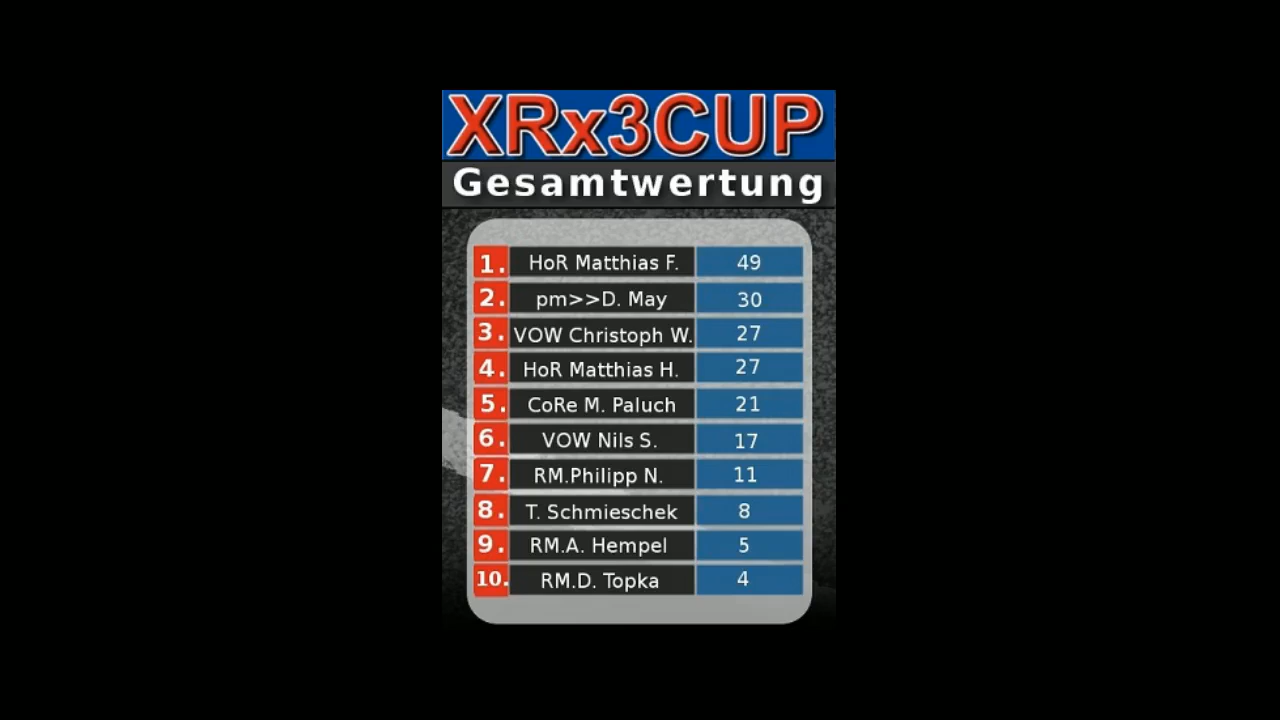 XRx3CUP
Gesamtwertung
1. HoR Matthias F. 49
2. pm>>D. May 30
3. VOW Christoph W. 27
4. HoR Matthias H. 27
5. CoRe M. Paluch 21
6. VOW Nils S. 17
7. RM.Philipp N. 11
8. T. Schmieschek 8
9. RM.A. Hempel 5
10. RM.D. Topka 4